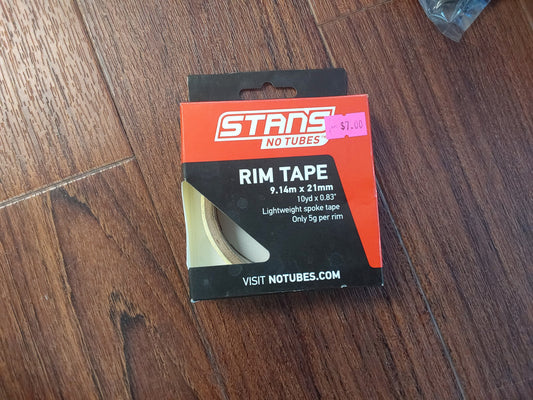 STANS
NO TUBES
$7.00
RIM TAPE
9.14m x 21mm
10yd x 0.83"
Lightweight spoke tape
Only 5g per rim
VISIT NOTUBES.COM